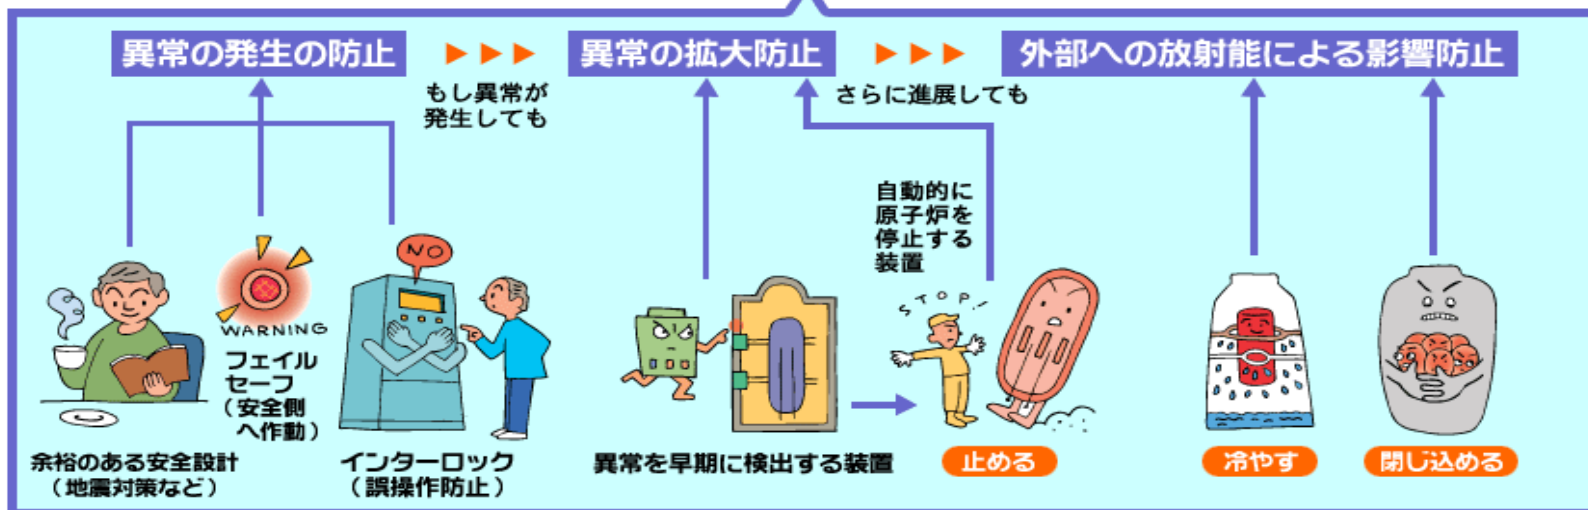 異常の発生の防止
もし異常が
発生しても
異常の拡大防止
さらに進展しても
外部への放射能による影響防止
WARNING
フェイル
セーフ
（安全側
へ作動）
余裕のある安全設計
（地震対策など）
NO
インターロック
（誤操作防止）
異常を早期に検出する装置
自動的に
原子炉を
停止する
装置
STOP!
止める
冷やす
閉じ込める